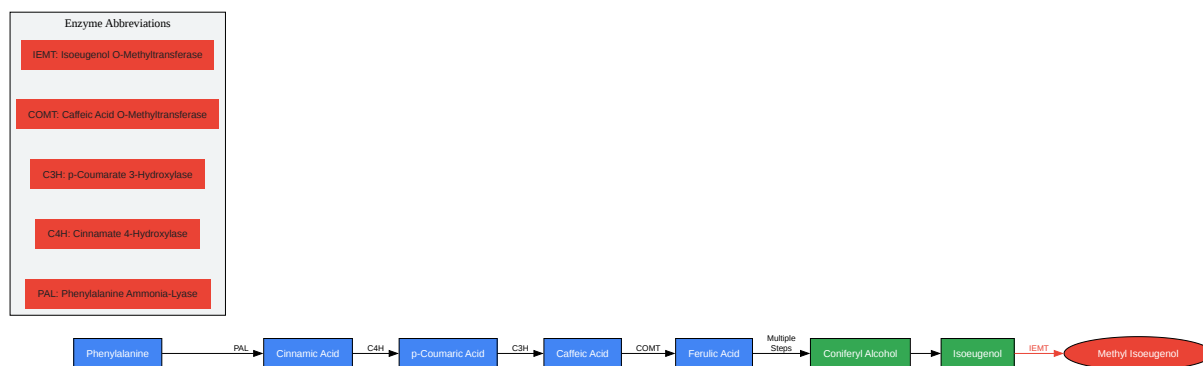 Enzyme Abbreviations
IEMT: Isoeugenol O-Methyltransferase
COMT: Caffeic Acid O-Methyltransferase
C3H: p-Coumarate 3-Hydroxylase
C4H: Cinnamate 4-Hydroxylase
PAL: Phenylalanine Ammonia-Lyase
Phenylalanine
PAL
Cinnamic Acid
C4H
p-Coumaric Acid
C3H
Caffeic Acid
COMT
Ferulic Acid
Multiple
Steps
Coniferyl Alcohol
Isoeugenol
IEMT
Methyl Isoeugenol